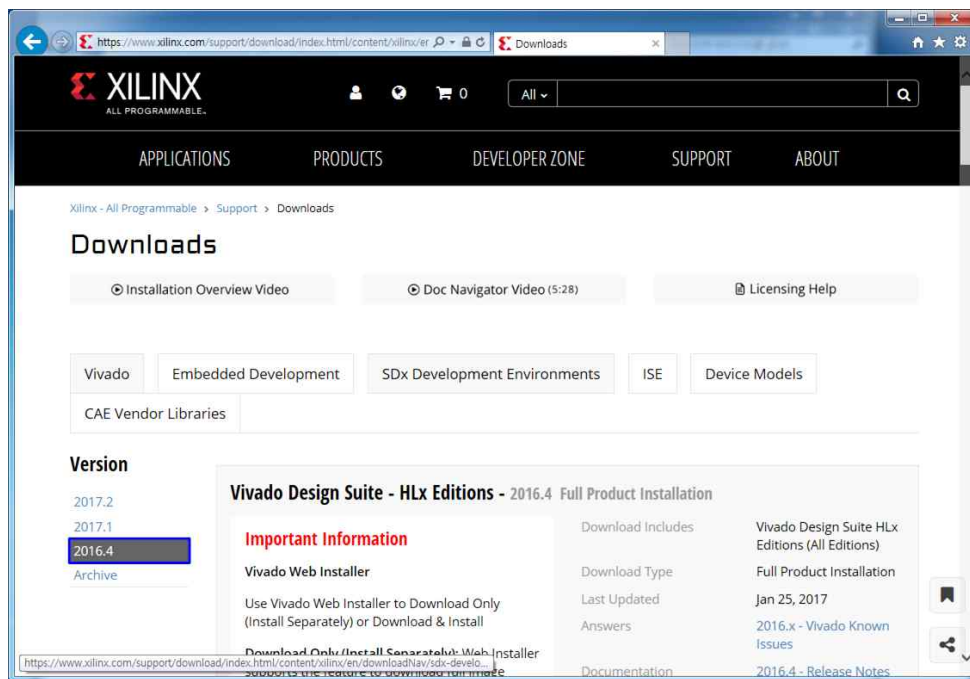 https://www.xilinx.com/support/download/index.html/content/xilinx/er
Downloads
XILINX
ALL PROGRAMMABLE.
0
All
APPLICATIONS
PRODUCTS
DEVELOPER ZONE
SUPPORT
ABOUT
Xilinx - All Programmable > Support > Downloads
Downloads
Installation Overview Video
Doc Navigator Video (5:28)
Licensing Help
Vivado
Embedded Development
SDx Development Environments
ISE
Device Models
CAE Vendor Libraries
Version
2017.2
2017.1
2016.4
Archive
Vivado Design Suite - HLx Editions - 2016.4 Full Product Installation
Important Information
Vivado Web Installer
Use Vivado Web Installer to Download Only
(Install Separately) or Download & Install
Download Only (Install Separately): Web Installer
supports the feature to download full image
Download Includes
Vivado Design Suite HLx
Editions (All Editions)
Download Type
Full Product Installation
Last Updated
Jan 25, 2017
Answers
2016.x - Vivado Known
Issues
Documentation
2016.4 - Release Notes
https://www.xilinx.com/support/download/index.html/content/xilinx/en/downloadNav/sdx-develo...